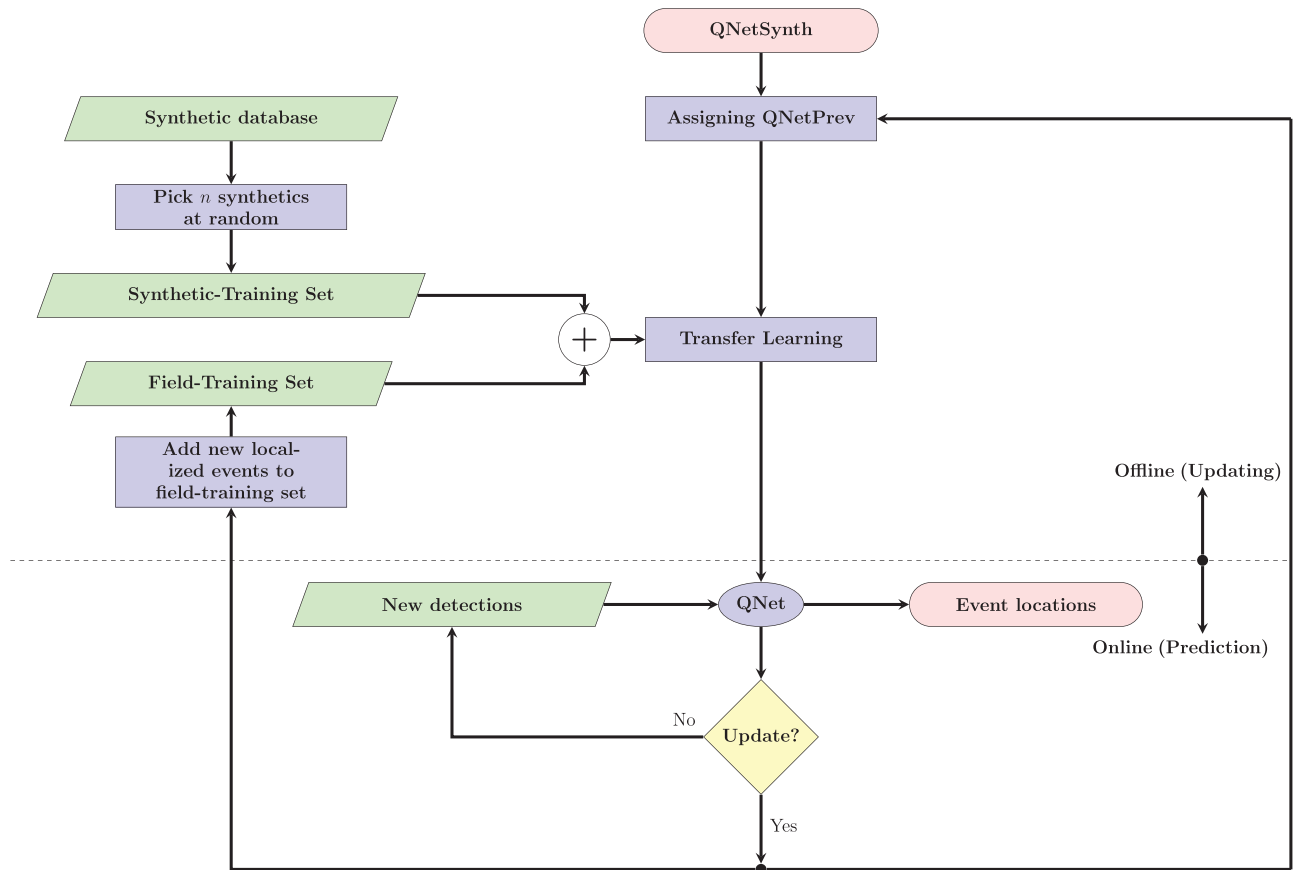 QNetSynth
Synthetic database
Assigning QNetPrev
Pick n synthetics
at random
Synthetic-Training Set
+
Transfer Learning
Field-Training Set
Add new local-
ized events to
field-training set
Offline (Updating)
New detections
QNet
Event locations
Online (Prediction)
No
Update?
Yes